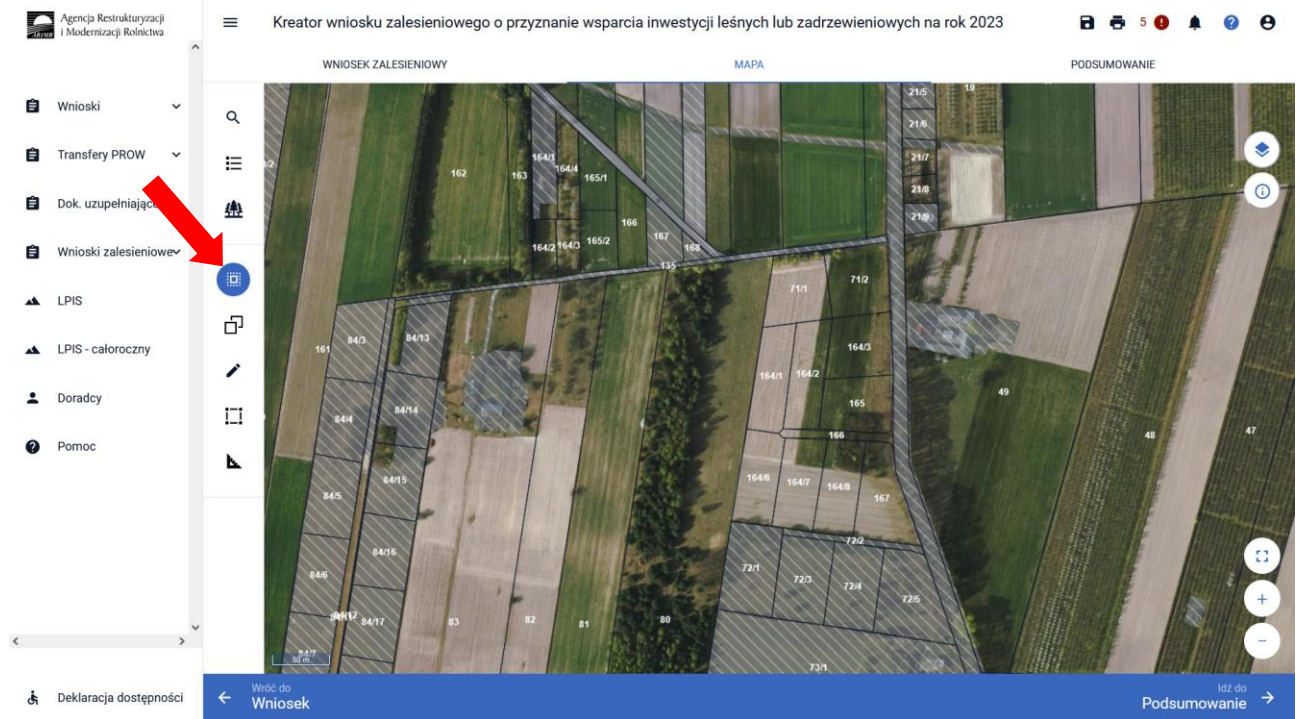 Agencja Restrukturyzacji
i Modernizacji Rolnictwa
ARiMR
Kreator wniosku zalesieniowego o przyznanie wsparcia inwestycji leśnych lub zadrzewieniowych na rok 2023
5
WNIOSEK ZALESIENIOWY
MAPA
PODSUMOWANIE
Wnioski
Transfery PROW
Dok. uzupełniające
Wnioski zalesieniowe
LPIS
LPIS - całoroczny
Doradcy
Pomoc
Deklaracja dostępności
21/5
19
21/6
164/1
21/7
162
163
164/4
165/1
21/8
166
21/9
167
164/2
164/3
165/2
168
135
71/1
71/2
161
84/3
84/13
164/3
164/1
164/2
49
84/4
84/14
165
166
48
47
84/5
84/15
164/6
164/7
164/8
167
84/16
72/2
84/6
72/1
72/3
72/4
72/5
84/17
83
82
81
80
84/7
50 m
73/1
Wróć do
Wniosek
Idź do
Podsumowanie